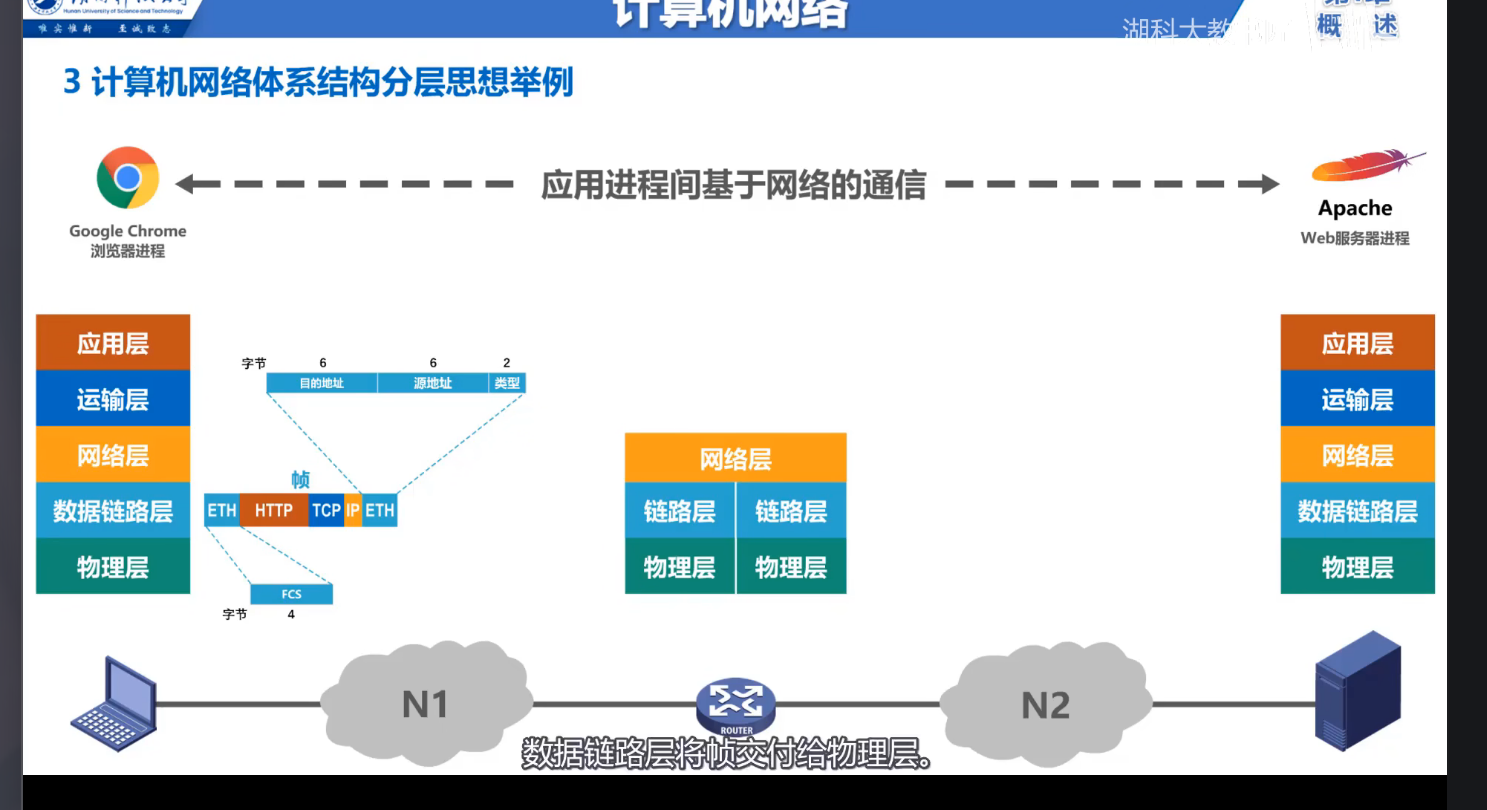 Hunan University of Science and Technology
唯实惟新 至诚致志
计算机网络
概述
湖科大教
3 计算机网络体系结构分层思想举例
应用进程间基于网络的通信
Google Chrome
浏览器进程
Apache
Web服务器进程
应用层
运输层
网络层
数据链路层
物理层
字节 6 6 2
目的地址 源地址 类型
帧
ETH HTTP TCP IP ETH
FCS
字节 4
网络层
链路层 链路层
物理层 物理层
应用层
运输层
网络层
数据链路层
物理层
N1
ROUTER
N2
数据链路层将帧交付给物理层。